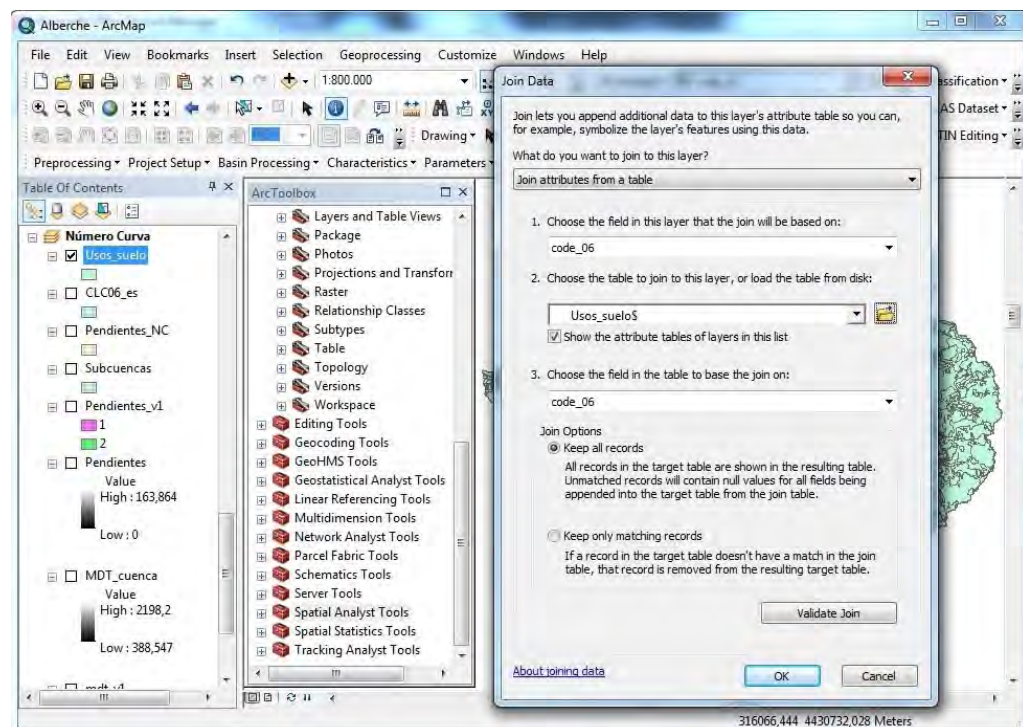 Alberche - ArcMap
File Edit View Bookmarks Insert Selection Geoprocessing Customize Windows Help
1:800.000
Drawing
Preprocessing Project Setup Basin Processing Characteristics Parameters
assification
AS Dataset
TIN Editing
Table Of Contents
Número Curva
Usos_suelo
CLC06_es
Pendientes_NC
Subcuencas
Pendientes_v1
1
2
Pendientes
Value
High : 163,864
Low : 0
MDT_cuenca
Value
High : 2198,2
Low : 388,547
mdt_v1
ArcToolbox
Layers and Table Views
Package
Photos
Projections and Transforr
Raster
Relationship Classes
Subtypes
Table
Topology
Versions
Workspace
Editing Tools
Geocoding Tools
GeoHMS Tools
Geostatistical Analyst Tools
Linear Referencing Tools
Multidimension Tools
Network Analyst Tools
Parcel Fabric Tools
Schematics Tools
Server Tools
Spatial Analyst Tools
Spatial Statistics Tools
Tracking Analyst Tools
Join Data
Join lets you append additional data to this layer's attribute table so you can,
for example, symbolize the layer's features using this data.
What do you want to join to this layer?
Join attributes from a table
1. Choose the field in this layer that the join will be based on:
code_06
2. Choose the table to join to this layer, or load the table from disk:
Usos_suelo$
Show the attribute tables of layers in this list
3. Choose the field in the table to base the join on:
code_06
Join Options
Keep all records
All records in the target table are shown in the resulting table.
Unmatched records will contain null values for all fields being
appended into the target table from the join table.
Keep only matching records
If a record in the target table doesn't have a match in the join
table, that record is removed from the resulting target table.
Validate Join
About joining data
OK
Cancel
316066,444 4430732,028 Meters